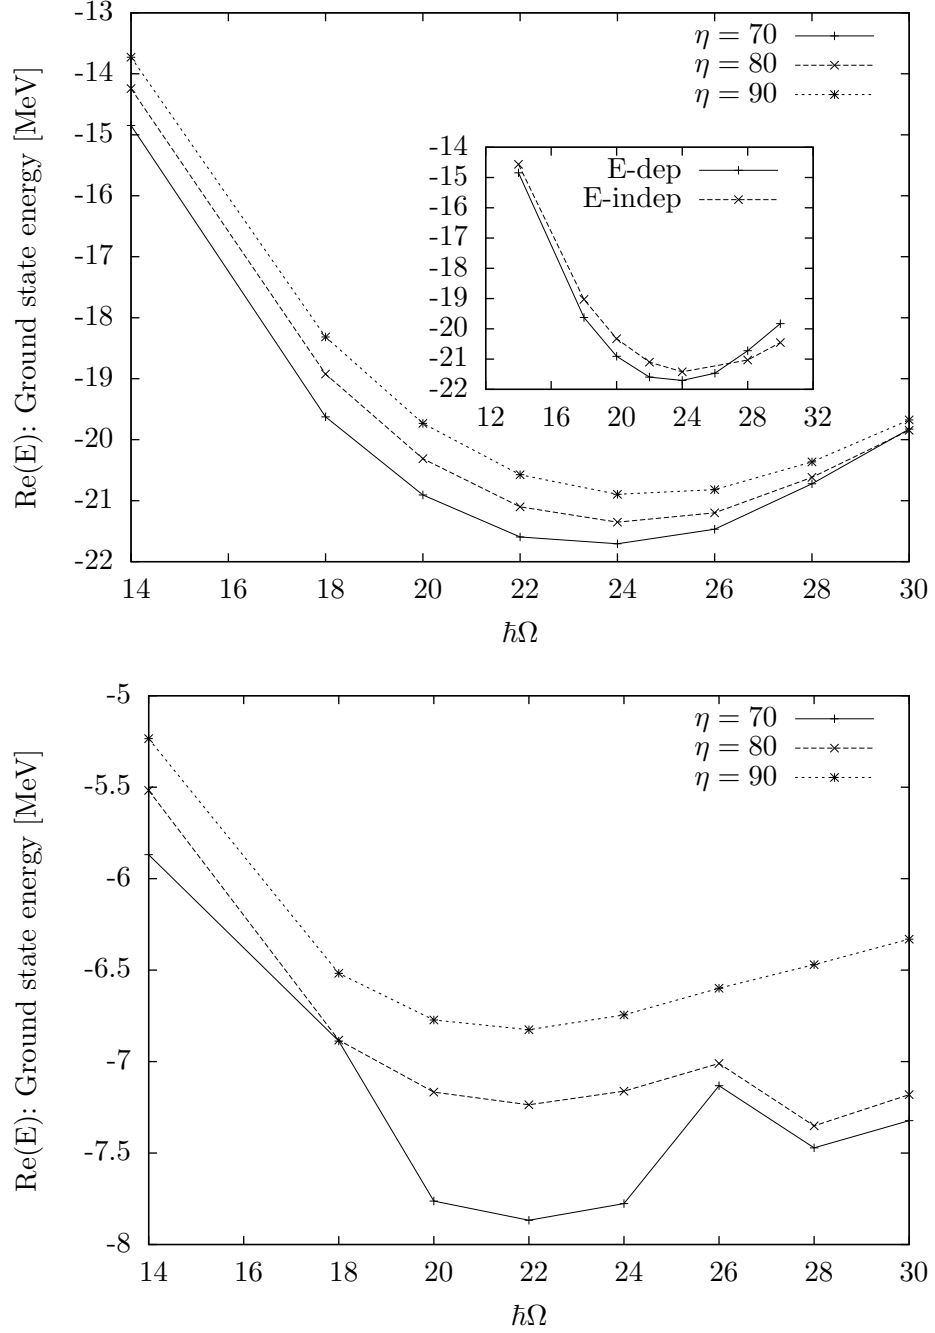 Re(E): Ground state energy [MeV]
-13
-14
-15
-16
-17
-18
-19
-20
-21
-22
η = 70
η = 80
η = 90
-14
-15
-16
-17
-18
-19
-20
-21
-22
E-dep
E-indep
12 16 20 24 28 32
14 16 18 20 22 24 26 28 30
ℏΩ
Re(E): Ground state energy [MeV]
-5
-5.5
-6
-6.5
-7
-7.5
-8
η = 70
η = 80
η = 90
14 16 18 20 22 24 26 28 30
ℏΩ